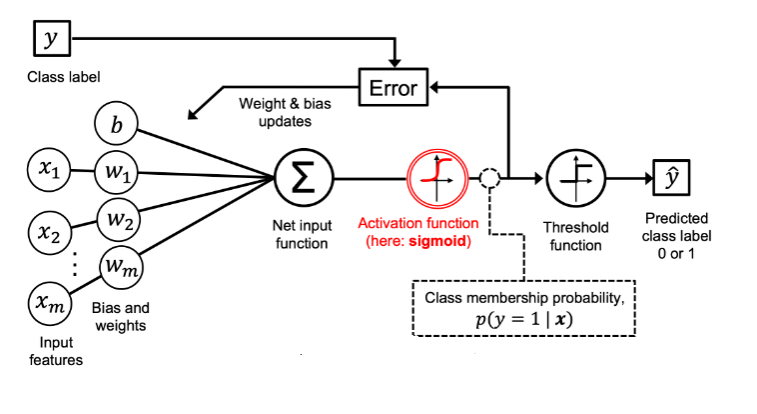 y
Class label
Error
Weight & bias
updates
b
x₁
w₁
x₂
w₂
⋮
wₘ
xₘ
Bias and
weights
Input
features
Σ
Net input
function
Activation function
(here: sigmoid)
Threshold
function
ŷ
Predicted
class label
0 or 1
Class membership probability,
p(y = 1 | x)